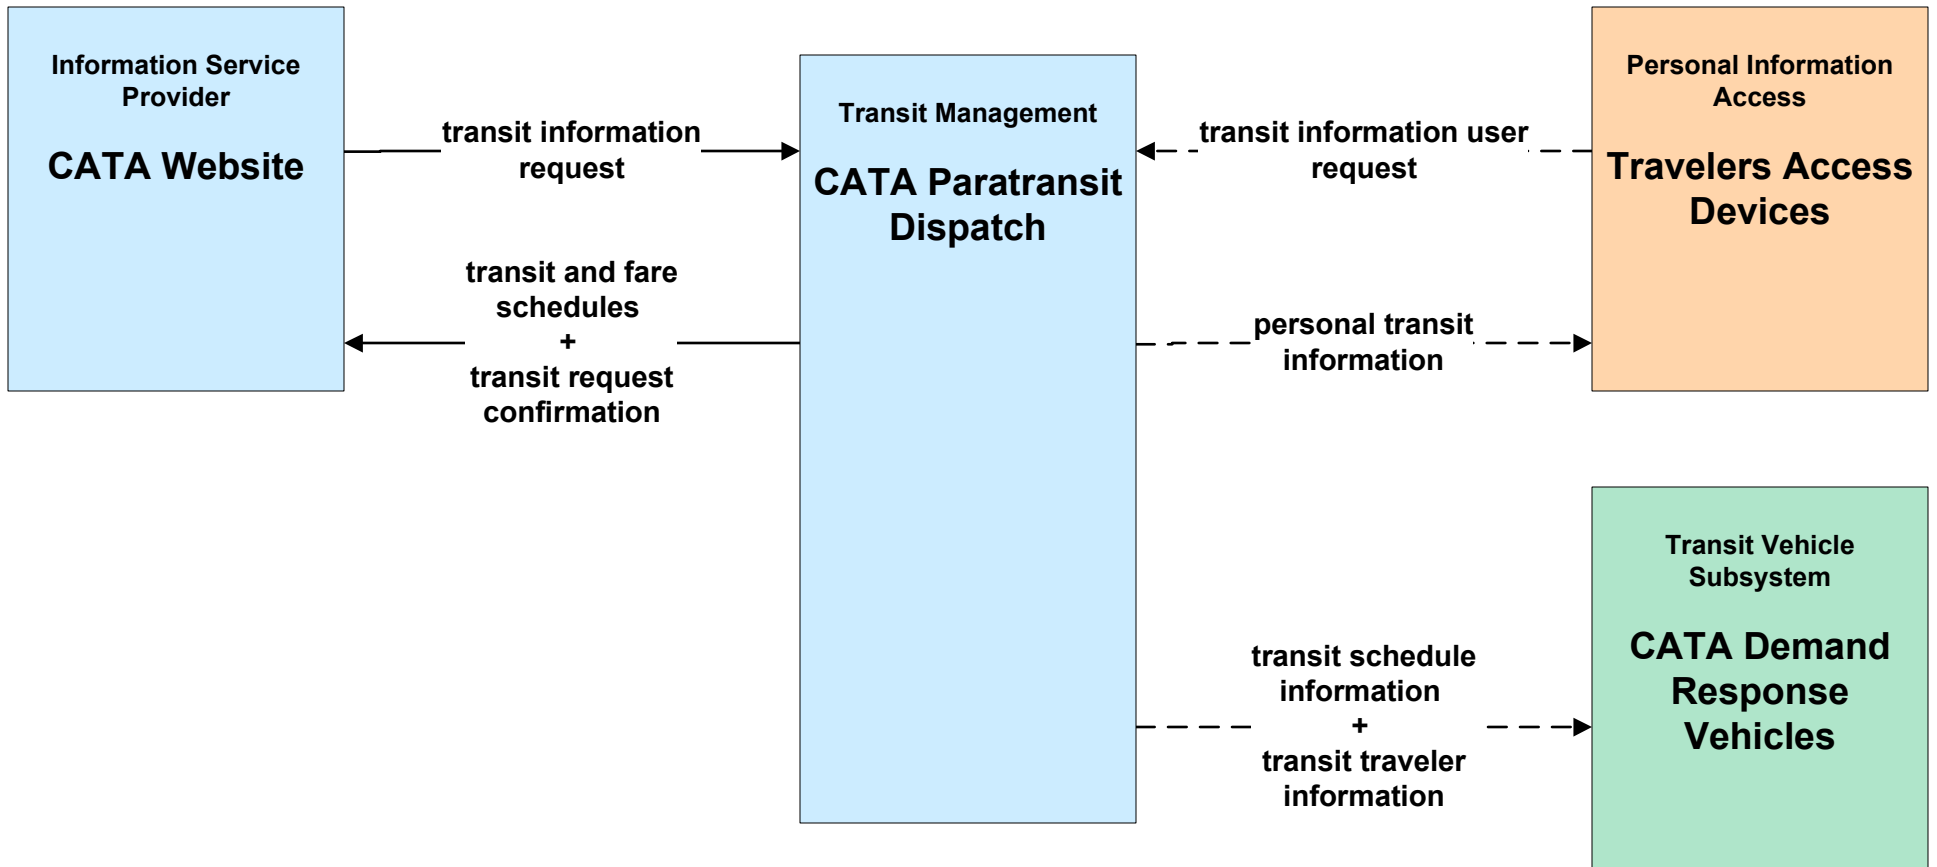 Information Service
Provider
CATA Website
transit information
request
transit and fare
schedules
+
transit request
confirmation
Transit Management
CATA Paratransit
Dispatch
transit information user
request
personal transit
information
Personal Information
Access
Travelers Access
Devices
transit schedule
information
+
transit traveler
information
Transit Vehicle
Subsystem
CATA Demand
Response
Vehicles